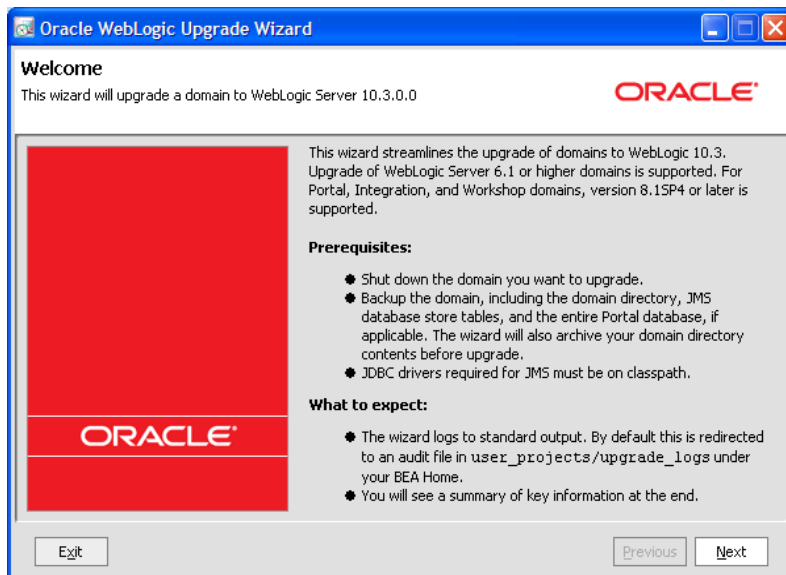 Oracle WebLogic Upgrade Wizard
Welcome
This wizard will upgrade a domain to WebLogic Server 10.3.0.0
ORACLE
This wizard streamlines the upgrade of domains to WebLogic 10.3.
Upgrade of WebLogic Server 6.1 or higher domains is supported. For
Portal, Integration, and Workshop domains, version 8.1SP4 or later is
supported.
Prerequisites:
● Shut down the domain you want to upgrade.
● Backup the domain, including the domain directory, JMS
database store tables, and the entire Portal database, if
applicable. The wizard will also archive your domain directory
contents before upgrade.
● JDBC drivers required for JMS must be on classpath.
What to expect:
● The wizard logs to standard output. By default this is redirected
to an audit file in user_projects/upgrade_logs under
your BEA Home.
● You will see a summary of key information at the end.
ORACLE
Exit
Previous
Next